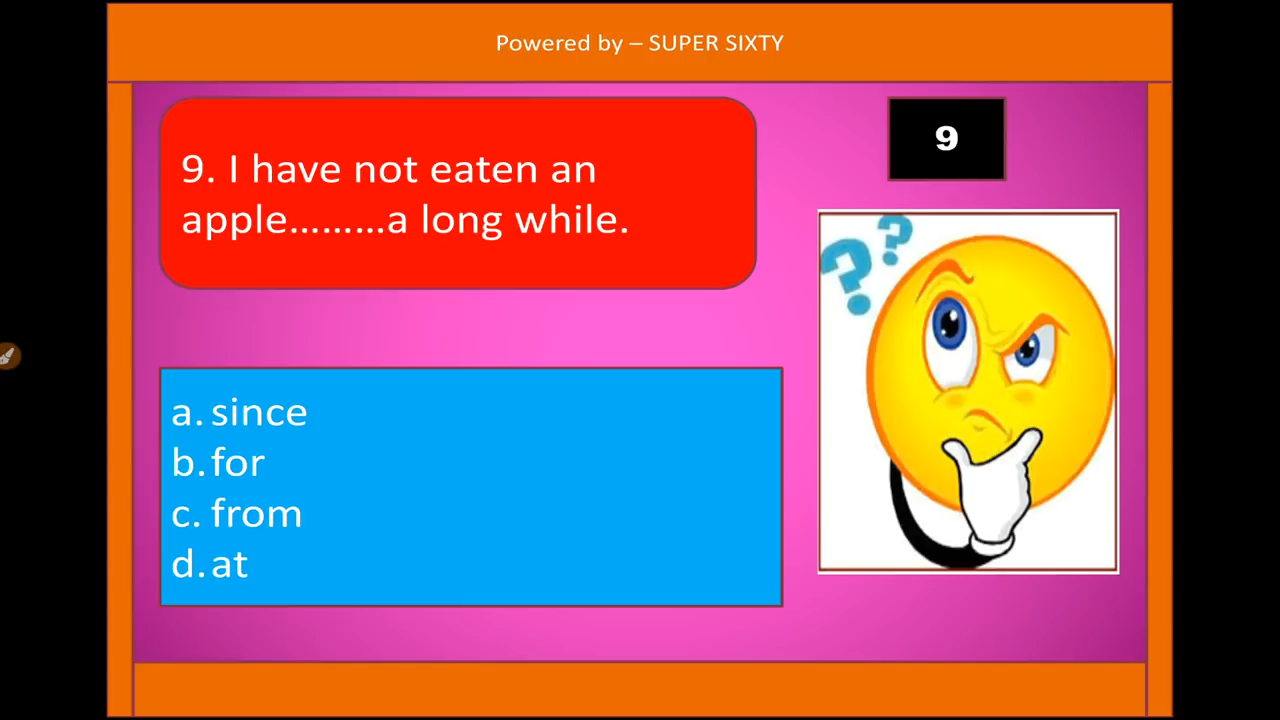 Powered by – SUPER SIXTY
9. I have not eaten an
apple………a long while.
9
a. since
b. for
c. from
d. at